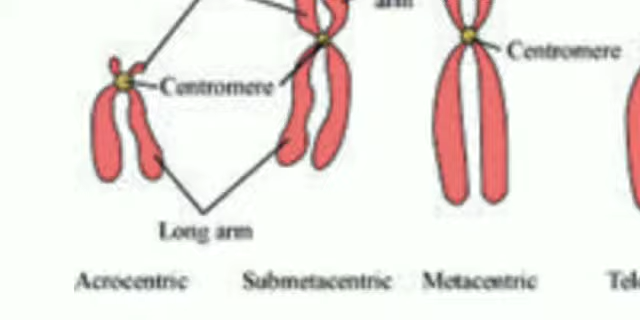 arm
Centromere
Centromere
Long arm
Acrocentric Submetacentric Metacentric